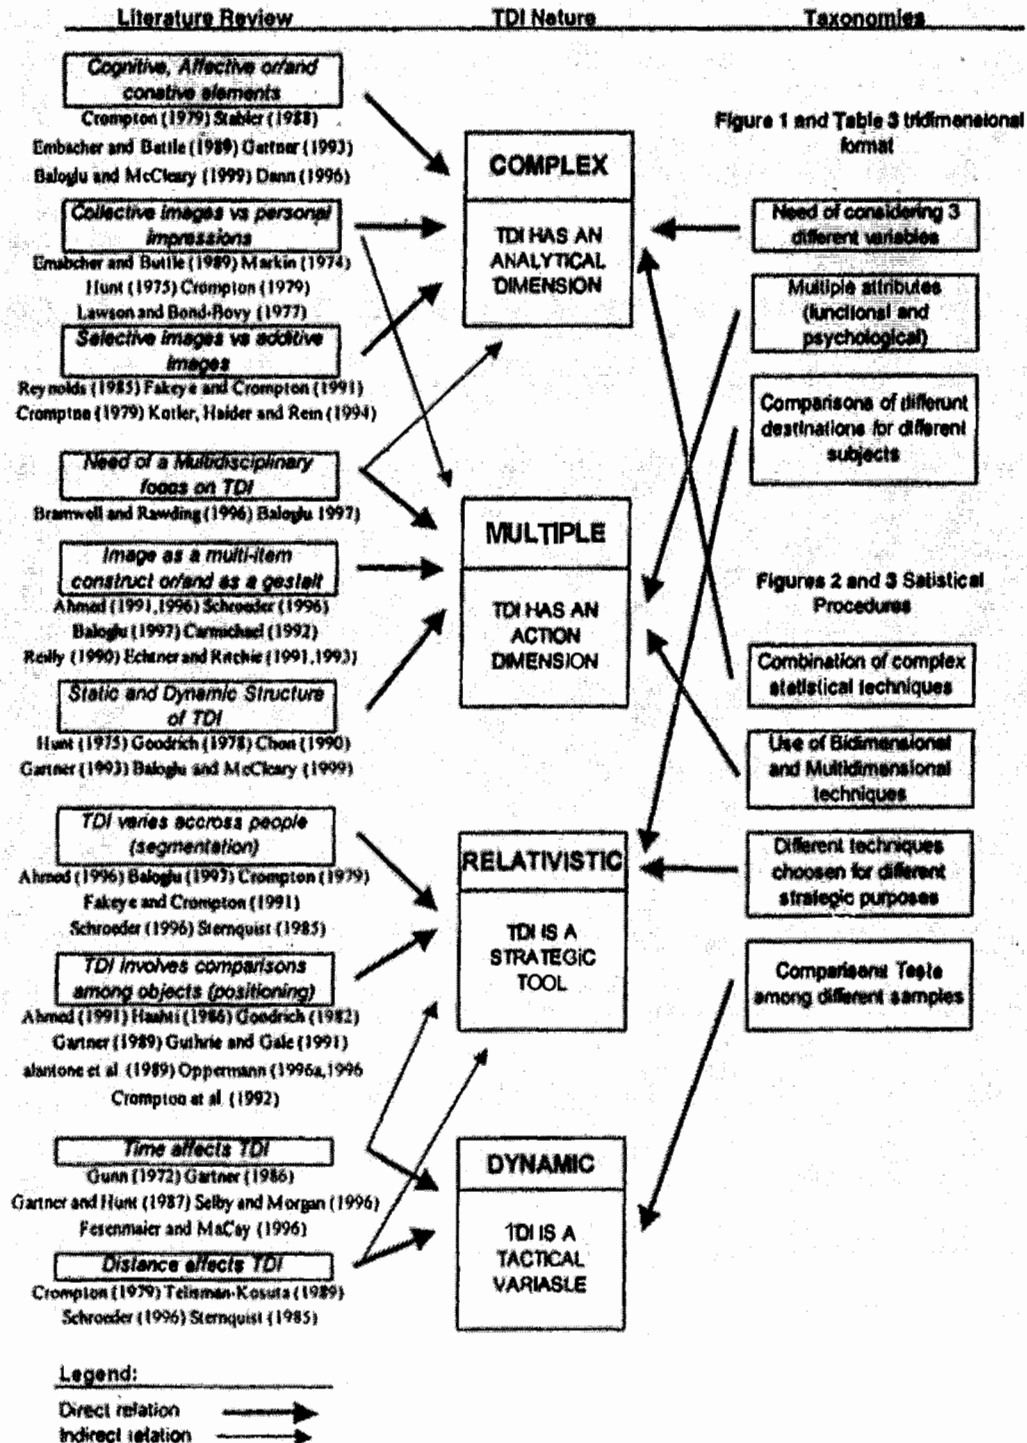 Literature Review
TDI Nature
Taxonomies
Cognitive, Affective or/and
conative elements
Crompton (1979) Stabler (1988)
Embacher and Buttle (1989) Gartner (1993)
Baloglu and McCleary (1999) Dann (1996)
Collective images vs personal
impressions
Emabcher and Buttle (1989) Markin (1974)
Hunt (1975) Crompton (1979)
Lawson and Bond-Bovy (1977)
Selective images vs additive
images
Reynolds (1985) Fakeye and Crompton (1991)
Crompton (1979) Kotler, Haider and Rein (1994)
Need of a Multidisciplinary
focus on TDI
Bramwell and Rawding (1996) Baloglu 1997)
Image as a multi-item
construct or/and as a gestalt
Ahmed (1991,1996) Schroeder (1996)
Baloglu (1997) Carmichael (1992)
Reilly (1990) Echtner and Ritchie (1991,1993)
Static and Dynamic Structure
of TDI
Hunt (1975) Goodrich (1978) Chon (1990)
Gartner (1993) Baloglu and McCleary (1999)
TDI varies accross people
(segmentation)
Ahmed (1996) Baloglu (1997) Crompton (1979)
Fakeye and Crompton (1991)
Schroeder (1996) Sternquist (1985)
TDI involves comparisons
among objects (positioning)
Ahmed (1991) Haahti (1986) Goodrich (1982)
Gartner (1989) Guthrie and Gale (1991)
alantone et al. (1989) Oppermann (1996a,1996
Crompton et al. (1992)
Time affects TDI
Gunn (1972) Gartner (1986)
Gartner and Hunt (1987) Selby and Morgan (1996)
Fesenmaier and MaCay (1996)
Distance affects TDI
Crompton (1979) Telisman-Kosuta (1989)
Schroeder (1996) Sternquist (1985)
COMPLEX
TDI HAS AN
ANALYTICAL
DIMENSION
MULTIPLE
TDI HAS AN
ACTION
DIMENSION
RELATIVISTIC
TDI IS A
STRATEGIC
TOOL
DYNAMIC
TDI IS A
TACTICAL
VARIABLE
Figure 1 and Table 3 tridimensional
format
Need of considering 3
different variables
Multiple attributes
(functional and
psychological)
Comparisons of different
destinations for different
subjects
Figures 2 and 3 Satistical
Procedures
Combination of complex
statistical techniques
Use of Bidimensional
and Multidimensional
techniques
Different techniques
choosen for different
strategic purposes
Comparisons Tests
among different samples
Legend:
Direct relation
Indirect relation